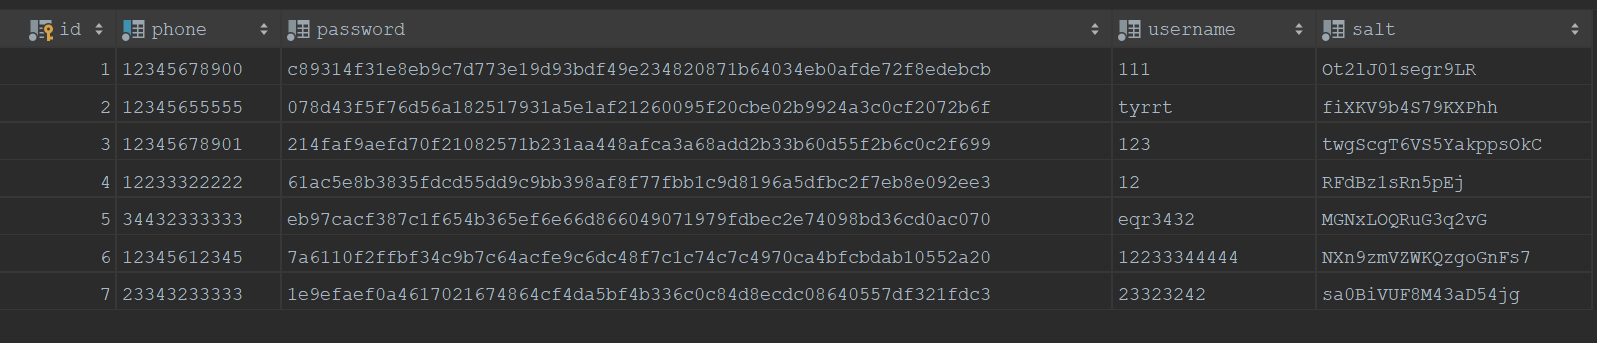 id phone password username salt
1 12345678900 c89314f31e8eb9c7d773e19d93bdf49e234820871b64034eb0afde72f8edebcb 111 Ot2lJ01segr9LR
2 12345655555 078d43f5f76d56a182517931a5e1af21260095f20cbe02b9924a3c0cf2072b6f tyrrt fiXKV9b4S79KXPhh
3 12345678901 214faf9aefd70f21082571b231aa448afca3a68add2b33b60d55f2b6c0c2f699 123 twgScgT6VS5YakppsOkC
4 12233322222 61ac5e8b3835fdcd55dd9c9bb398af8f77fbb1c9d8196a5dfbc2f7eb8e092ee3 12 RFdBz1sRn5pEj
5 34432333333 eb97cacf387c1f654b365ef6e66d866049071979fdbec2e74098bd36cd0ac070 eqr3432 MGNxLOQRuG3q2vG
6 12345612345 7a6110f2ffbf34c9b7c64acfe9c6dc48f7c1c74c7c4970ca4bfcbdab10552a20 12233344444 NXn9zmVZWKQzgoGnFs7
7 23343233333 1e9efaef0a4617021674864cf4da5bf4b336c0c84d8ecdc08640557df321fdc3 23323242 sa0BiVUF8M43aD54jg